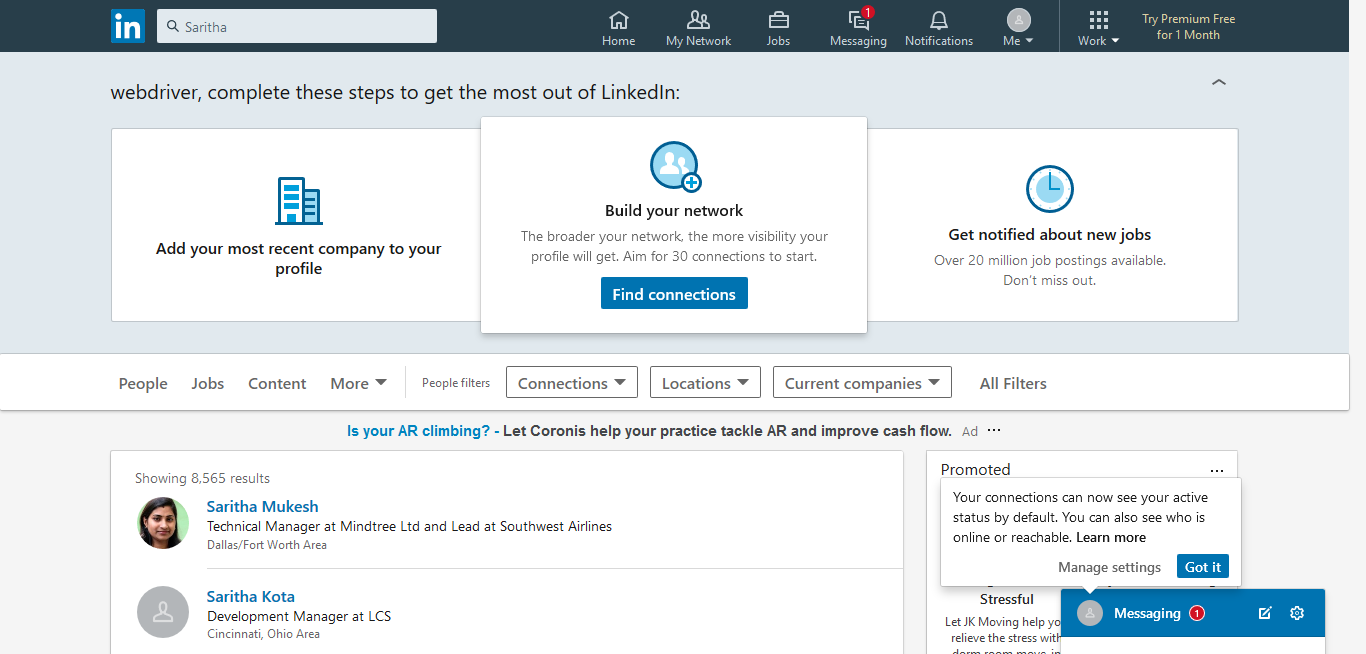 in
Saritha
Home
My Network
Jobs
1
Messaging
Notifications
Me
Work
Try Premium Free
for 1 Month
webdriver, complete these steps to get the most out of LinkedIn:
Add your most recent company to your
profile
Build your network
The broader your network, the more visibility your
profile will get. Aim for 30 connections to start.
Find connections
Get notified about new jobs
Over 20 million job postings available.
Don't miss out.
People Jobs Content More People filters Connections Locations Current companies All Filters
Is your AR climbing? - Let Coronis help your practice tackle AR and improve cash flow. Ad ...
Showing 8,565 results
Saritha Mukesh
Technical Manager at Mindtree Ltd and Lead at Southwest Airlines
Dallas/Fort Worth Area
Saritha Kota
Development Manager at LCS
Cincinnati, Ohio Area
Promoted ...
Your connections can now see your active
status by default. You can also see who is
online or reachable. Learn more
Manage settings Got it
Stressful
Let JK Moving help yo
relieve the stress with
dorm room move-in
Messaging 1